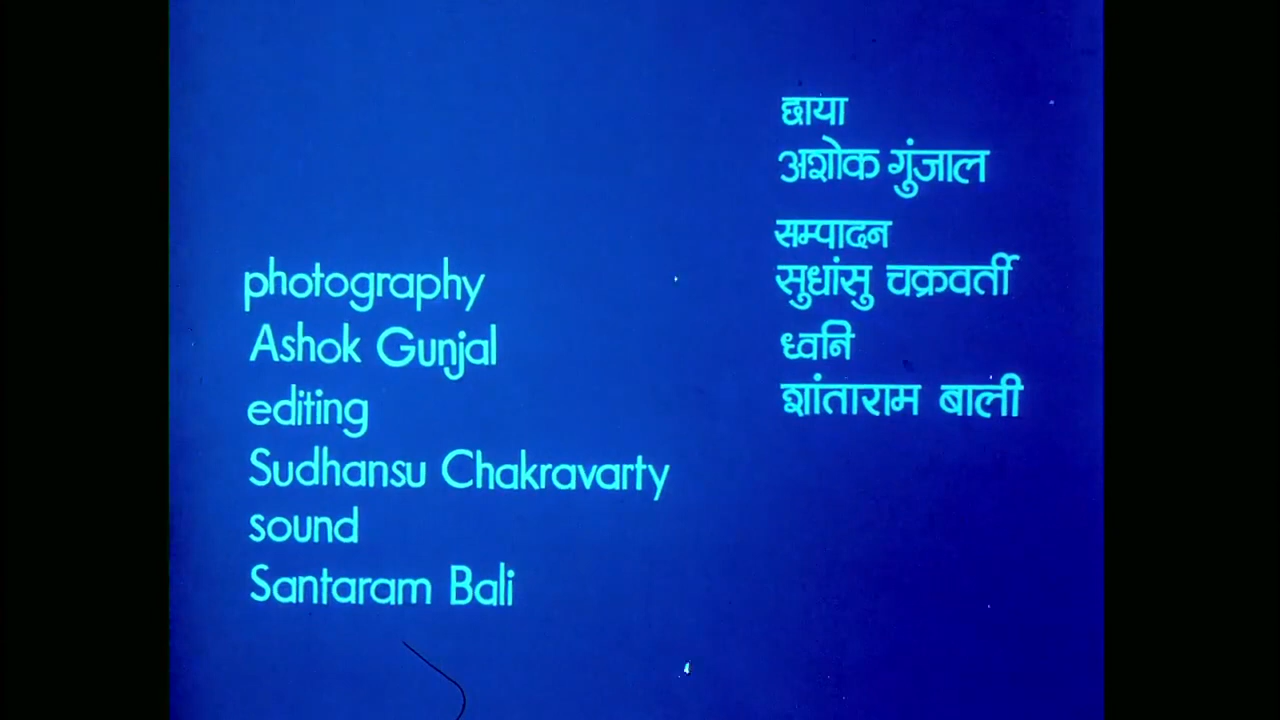 photography
Ashok Gunjal
editing
Sudhansu Chakravarty
sound
Santaram Bali
छाया
अशोक गुंजाल
सम्पादन
सुधांसु चक्रवर्ती
ध्वनि
शांताराम बाली